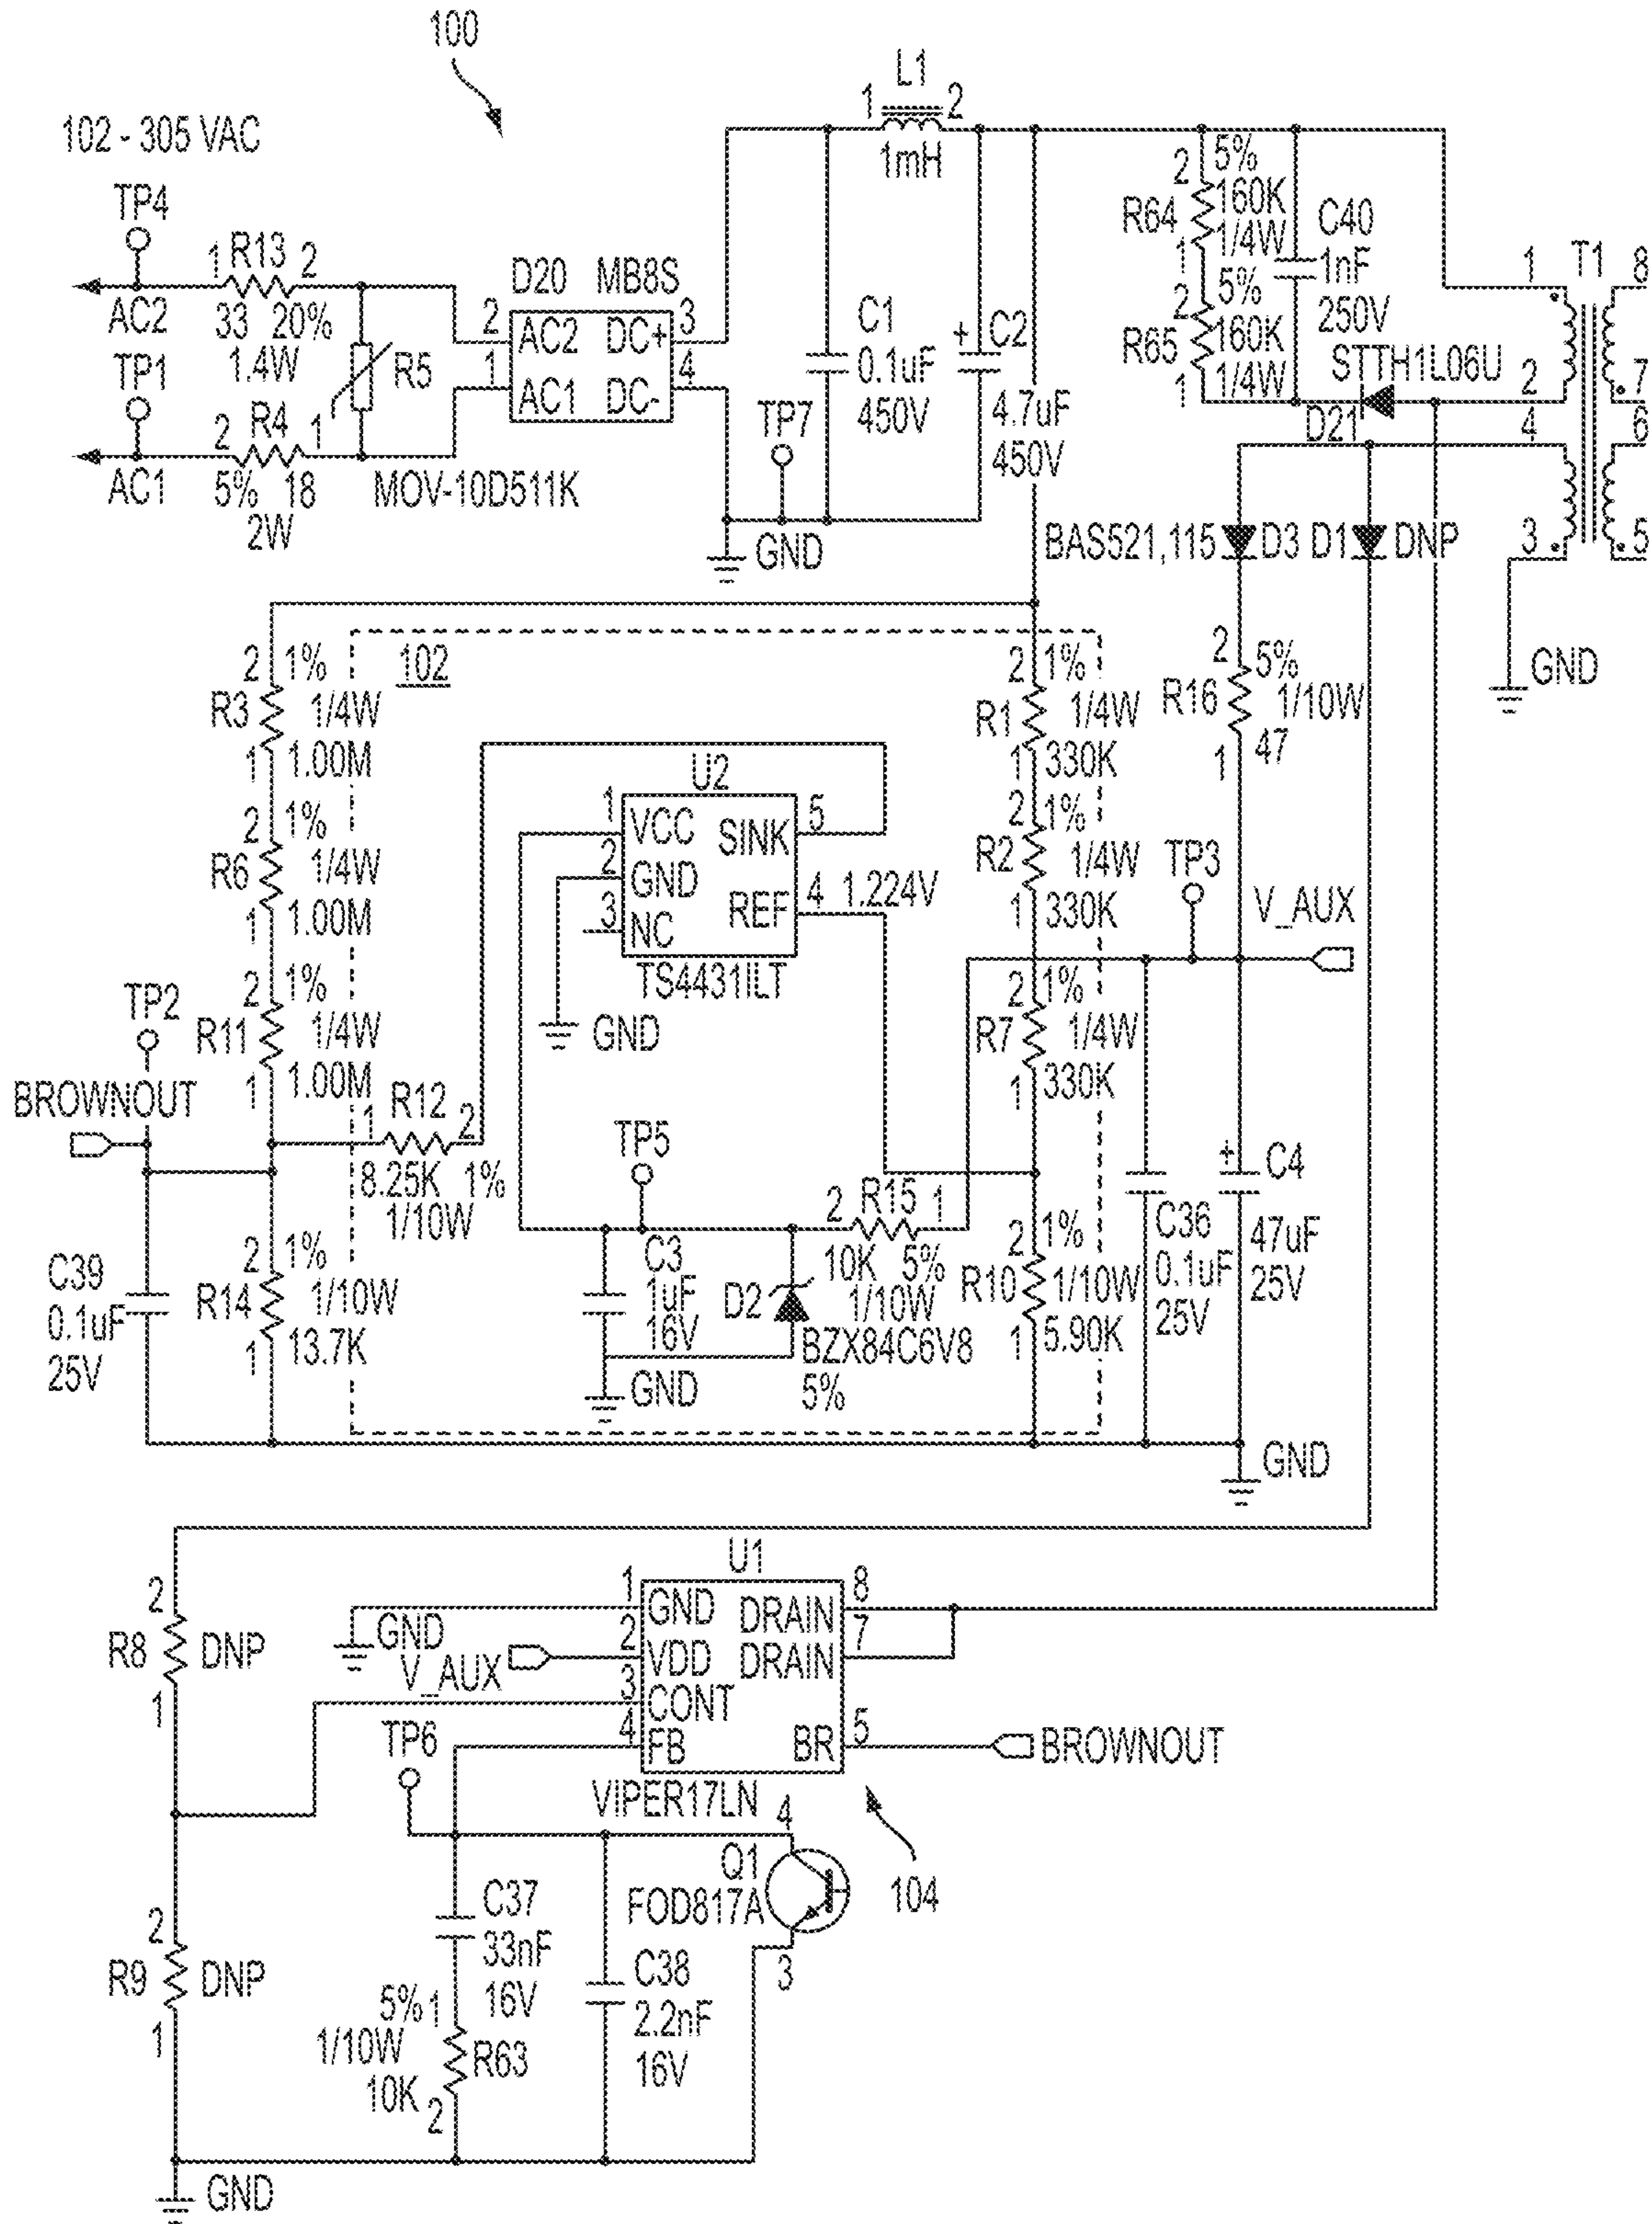 100
102 - 305 VAC
TP4
1 R13 2
AC2
33 20%
1.4W
TP1
2 R4 1
AC1
5% 18
2W
R5
MOV-10D511K
D20 MB8S
2 AC2 DC+ 3
1 AC1 DC- 4
L1
1 2
1mH
C1
0.1uF
450V
+ C2
4.7uF
450V
TP7
GND
2 5%
R64 160K
1 1/4W
2 5%
R65 160K
1 1/4W
C40
1nF
250V
STTH1L06U
D21
T1
1 8
2 7
4 6
3 5
GND
BAS521,115 D3 D1 DNP
102
2 1%
R3 1/4W
1 1.00M
2 1%
R6 1/4W
1 1.00M
2 1%
R11 1/4W
1 1.00M
TP2
BROWNOUT
1 R12 2
8.25K 1%
1/10W
C39
0.1uF
25V
2 1%
R14 1/10W
1 13.7K
U2
1 VCC SINK 5
2 GND REF 4 1.224V
3 NC
TS4431ILT
GND
TP5
C3
1uF
16V
GND
D2
BZX84C6V8
5%
2 R15 1
10K 5%
1/10W
2 1%
R1 1/4W
1 330K
2 1%
R2 1/4W
1 330K
2 1%
R7 1/4W
1 330K
2 1%
R10 1/10W
1 5.90K
2 5%
R16 1/10W
1 47
TP3
V_AUX
C36
0.1uF
25V
+ C4
47uF
25V
GND
U1
1 GND DRAIN 8
2 VDD DRAIN 7
3 CONT
4 FB BR 5
GND
V_AUX
BROWNOUT
VIPER17LN
104
2
R8 DNP
1
TP6
Q1
FOD817A
4
3
2
R9 DNP
1
C37
33nF
16V
C38
2.2nF
16V
5% 1
1/10W R63
10K 2
GND